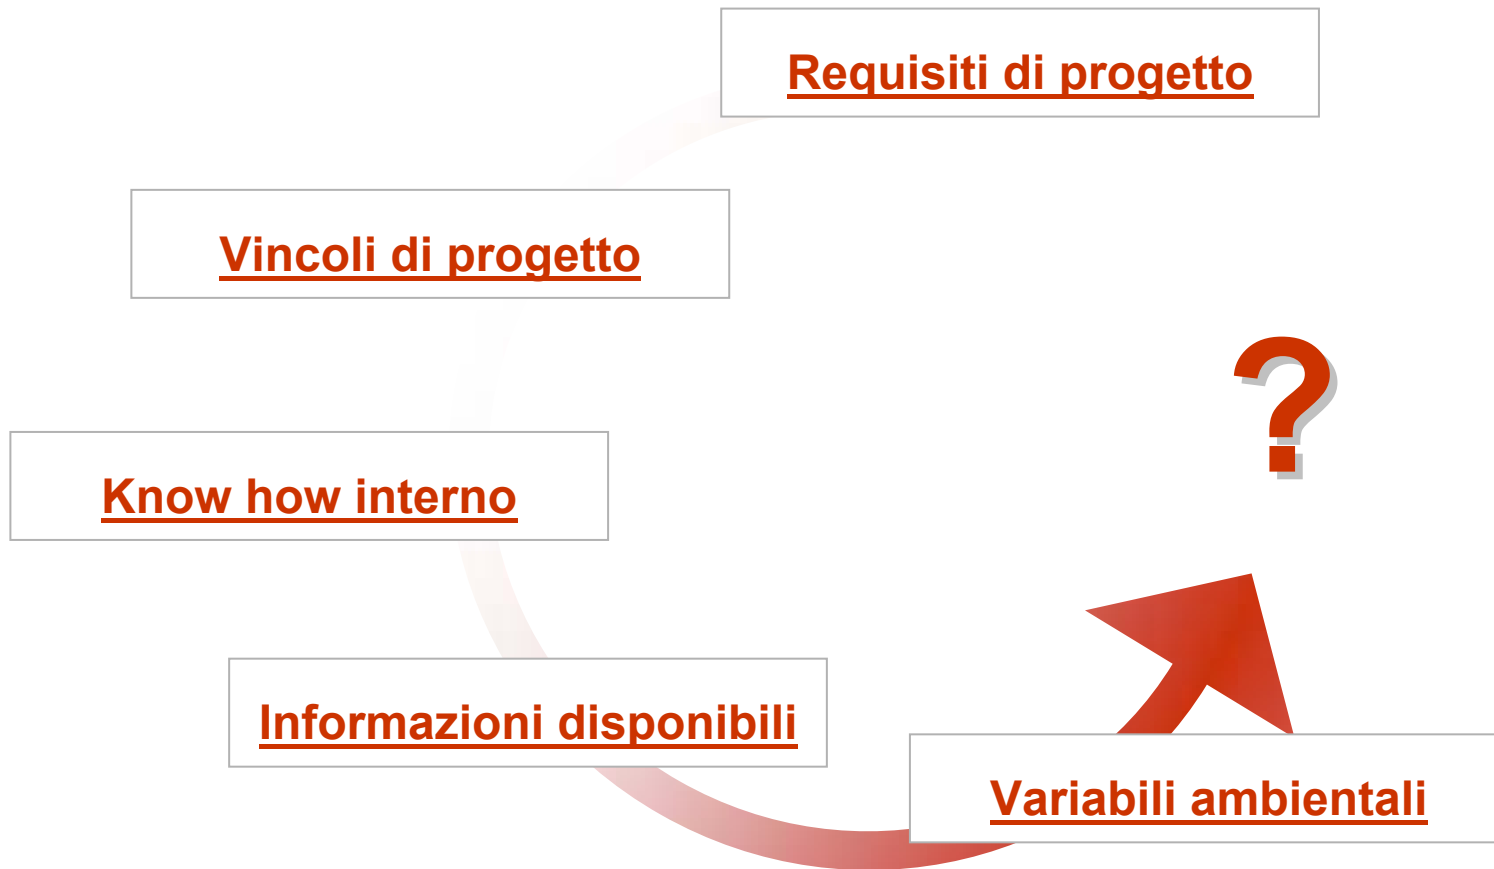 Requisiti di progetto
Vincoli di progetto
?
Know how interno
Informazioni disponibili
Variabili ambientali